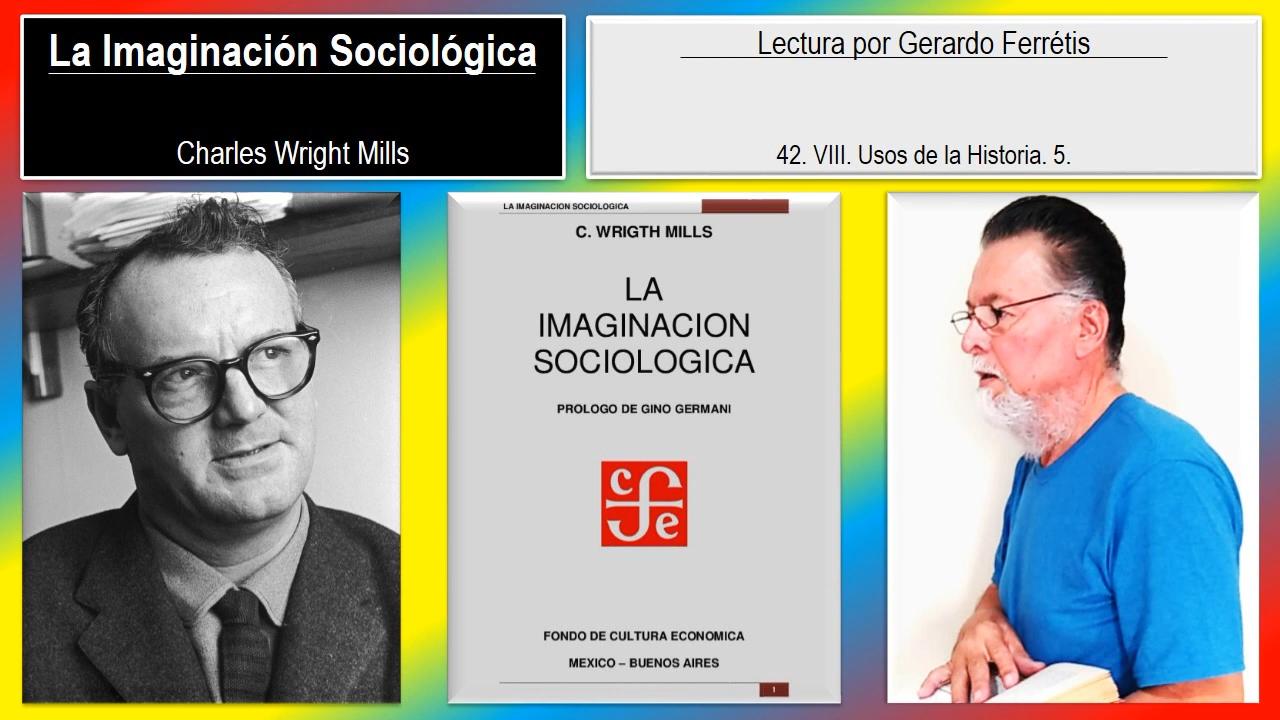 La Imaginación Sociológica
Charles Wright Mills
Lectura por Gerardo Ferrétis
42. VIII. Usos de la Historia. 5.
LA IMAGINACION SOCIOLOGICA
C. WRIGTH MILLS
LA
IMAGINACION
SOCIOLOGICA
PROLOGO DE GINO GERMANI
cfe
FONDO DE CULTURA ECONOMICA
MEXICO – BUENOS AIRES
1